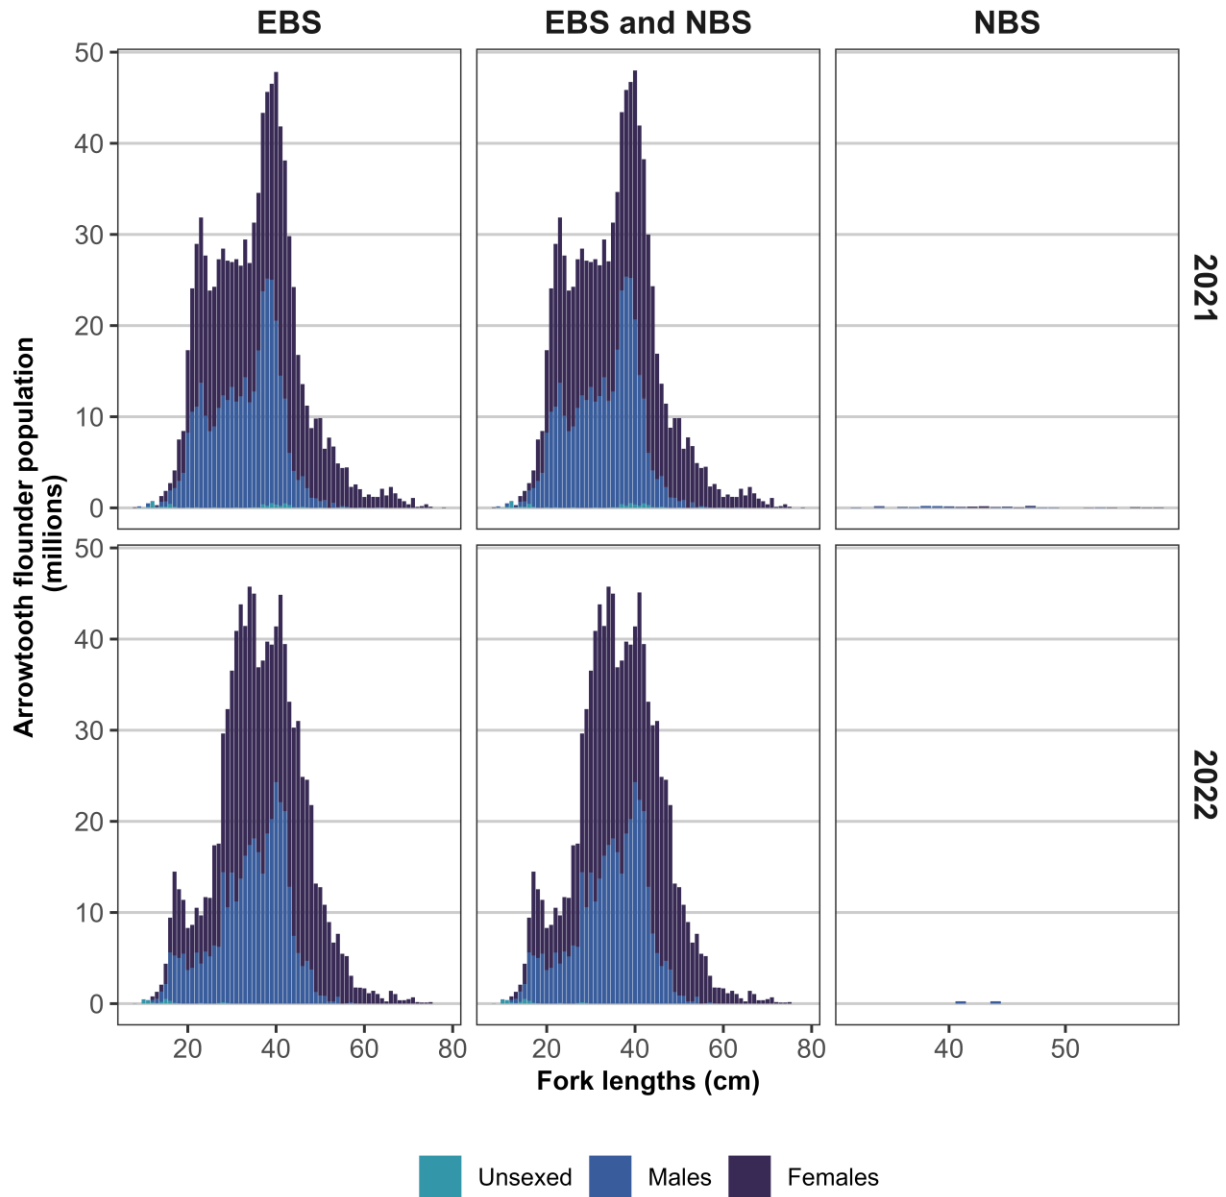 EBS EBS and NBS NBS
50
40
30
20
10
0
2021
50
40
30
20
10
0
2022
Arrowtooth flounder population
(millions)
20 40 60 80 20 40 60 80 40 50
Fork lengths (cm)
Unsexed Males Females